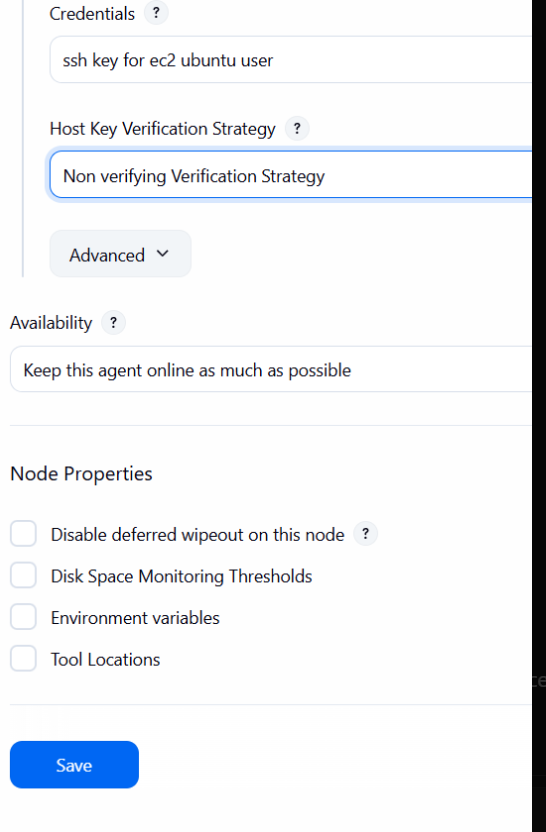 Credentials ?
ssh key for ec2 ubuntu user
Host Key Verification Strategy ?
Non verifying Verification Strategy
Advanced
Availability ?
Keep this agent online as much as possible
Node Properties
Disable deferred wipeout on this node ?
Disk Space Monitoring Thresholds
Environment variables
Tool Locations
Save